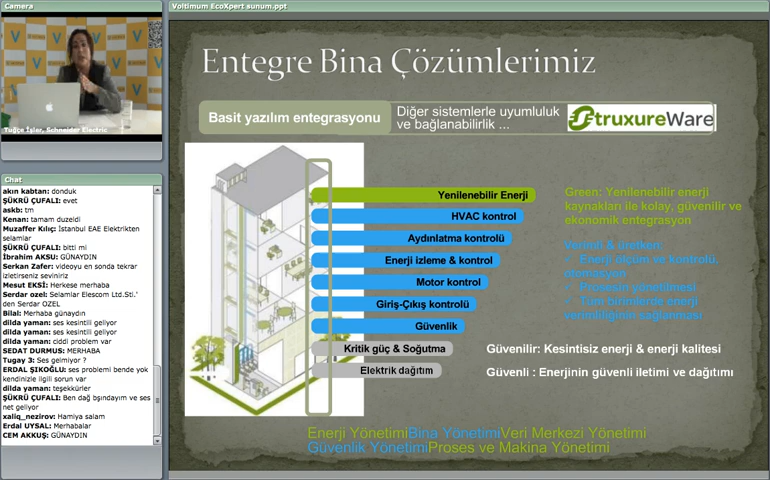 Camera
Tuğçe İşler, Schneider Electric
Chat
akın kabtan: donduk
ŞÜKRÜ ÇUFALI: evet
askb: tm
Kenan: tamam duzeldi
Muzaffer Kılıç: İstanbul EAE Elektrikten
selamlar
ŞÜKRÜ ÇUFALI: bitti mi
İbrahim AKSU: GÜNAYDIN
Serkan Zafer: videoyu en sonda tekrar
izletirseniz seviniriz
Mesut EKSİ: Herkese merhaba
Serdar ozel: Selamlar Elescom Ltd.Sti.'
den Serdar OZEL
Bilal: Merhaba günaydın
dilda yaman: ses kesintili geliyor
dilda yaman: ses kesintili geliyor
dilda yaman: ciddi problem var
SEDAT DURMUS: MERHABA
Tugay 3: Ses gelmiyor ?
ERDAL ŞIKOĞLU: ses problemi bende yok
kendinizle ilgili sorun var
dilda yaman: teşekkürler
ŞÜKRÜ ÇUFALI: Ben dağ bşındayım ve ses
net geliyor
xaliq_nezirov: Hamiya salam
Erdal UYSAL: Merhabalar
CEM AKKUŞ: GÜNAYDIN
Voltimum EcoXpert sunum.ppt
Entegre Bina Çözümlerimiz
Basit yazılım entegrasyonu
Diğer sistemlerle uyumluluk
ve bağlanabilirlik ...
StruxureWare
Yenilenebilir Enerji
HVAC kontrol
Aydınlatma kontrolü
Enerji izleme & kontrol
Motor kontrol
Giriş-Çıkış kontrolü
Güvenlik
Kritik güç & Soğutma
Elektrik dağıtım
Green: Yenilenebilir enerji
kaynakları ile kolay, güvenilir ve
ekonomik entegrasyon
Verimli & üretken:
✓ Enerji ölçüm ve kontrolü,
otomasyon
✓ Prosesin yönetilmesi
✓ Tüm birimlerde enerji
verimliliğinin sağlanması
Güvenilir: Kesintisiz enerji & enerji kalitesi
Güvenli : Enerjinin güvenli iletimi ve dağıtımı
Enerji YönetimiBina YönetimiVeri Merkezi Yönetimi
Güvenlik YönetimiProses ve Makina Yönetimi